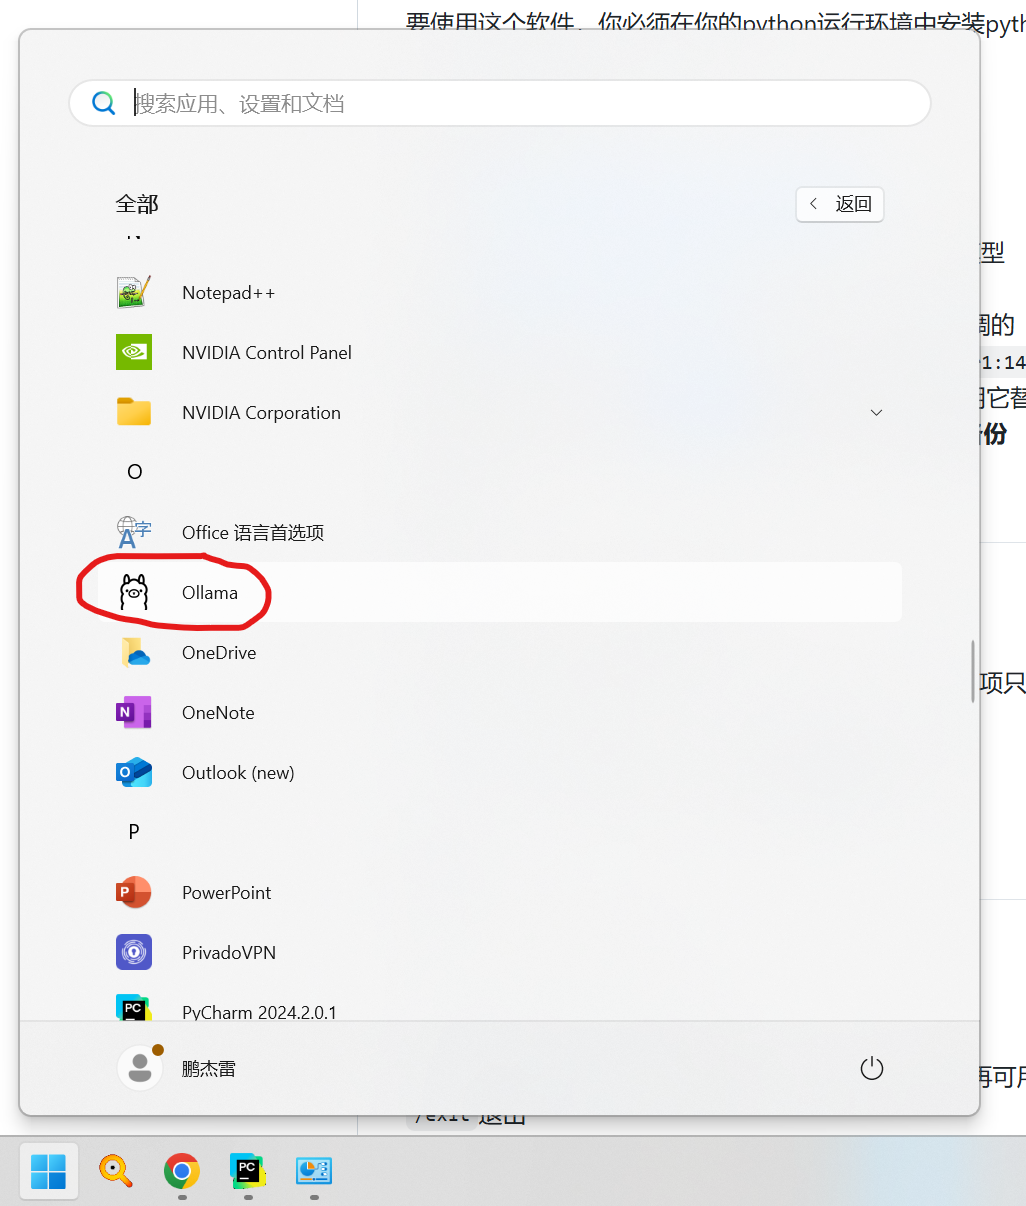 要使用这个软件，你必须在你的python运行环境中安装pyth
搜索应用、设置和文档
全部
返回
N
型
Notepad++
调的
NVIDIA Control Panel
1:14
用它替
NVIDIA Corporation
备份
O
Office 语言首选项
Ollama
OneDrive
项只
OneNote
Outlook (new)
P
PowerPoint
PrivadoVPN
PyCharm 2024.2.0.1
鹏杰雷
再可用
/exit 退出